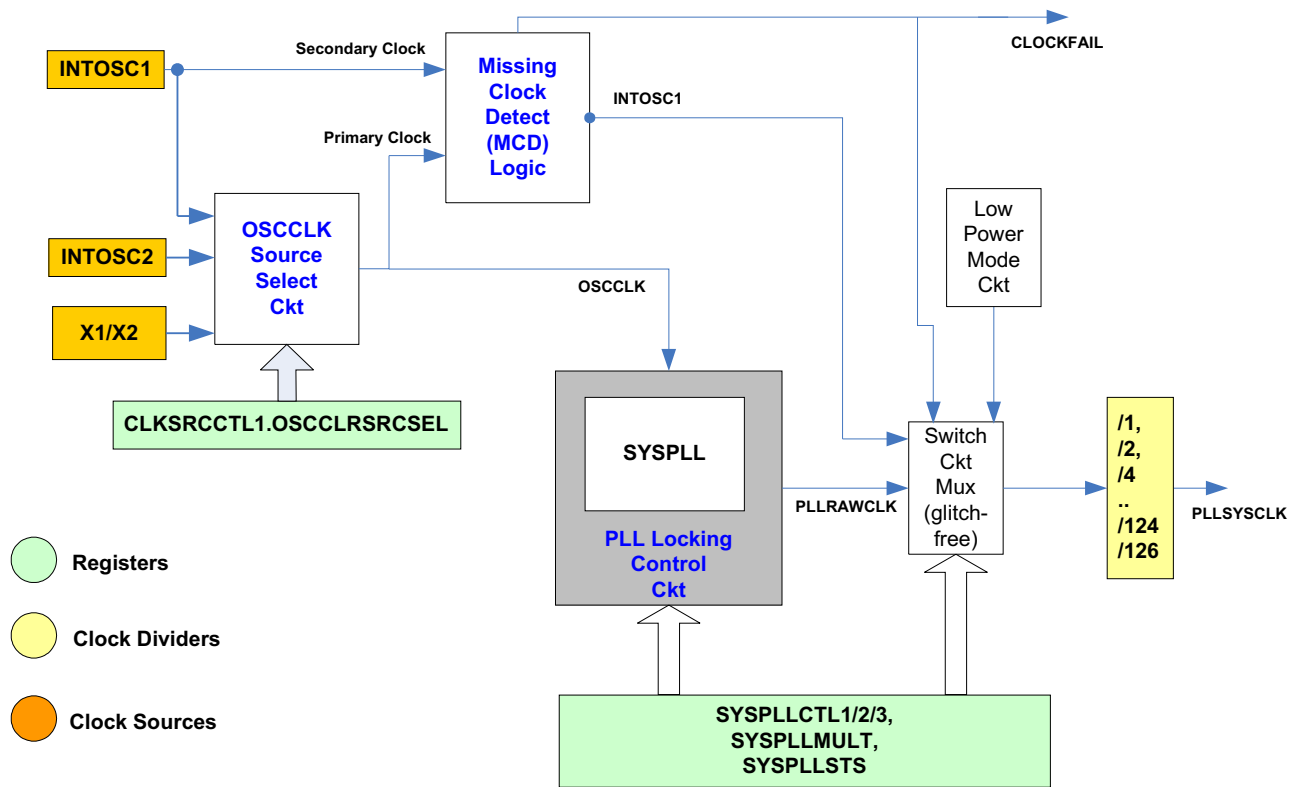 CLOCKFAIL
Secondary Clock
INTOSC1
Missing
Clock
Detect
(MCD)
Logic
INTOSC1
Primary Clock
Low
Power
Mode
Ckt
OSCCLK
Source
Select
Ckt
INTOSC2
X1/X2
OSCCLK
CLKSRCCTL1.OSCCLRSRCSEL
SYSPLL
PLL Locking
Control
Ckt
PLLRAWCLK
Switch
Ckt
Mux
(glitch-
free)
/1,
/2,
/4
..
/124
/126
PLLSYSCLK
Registers
Clock Dividers
Clock Sources
SYSPLLCTL1/2/3,
SYSPLLMULT,
SYSPLLSTS